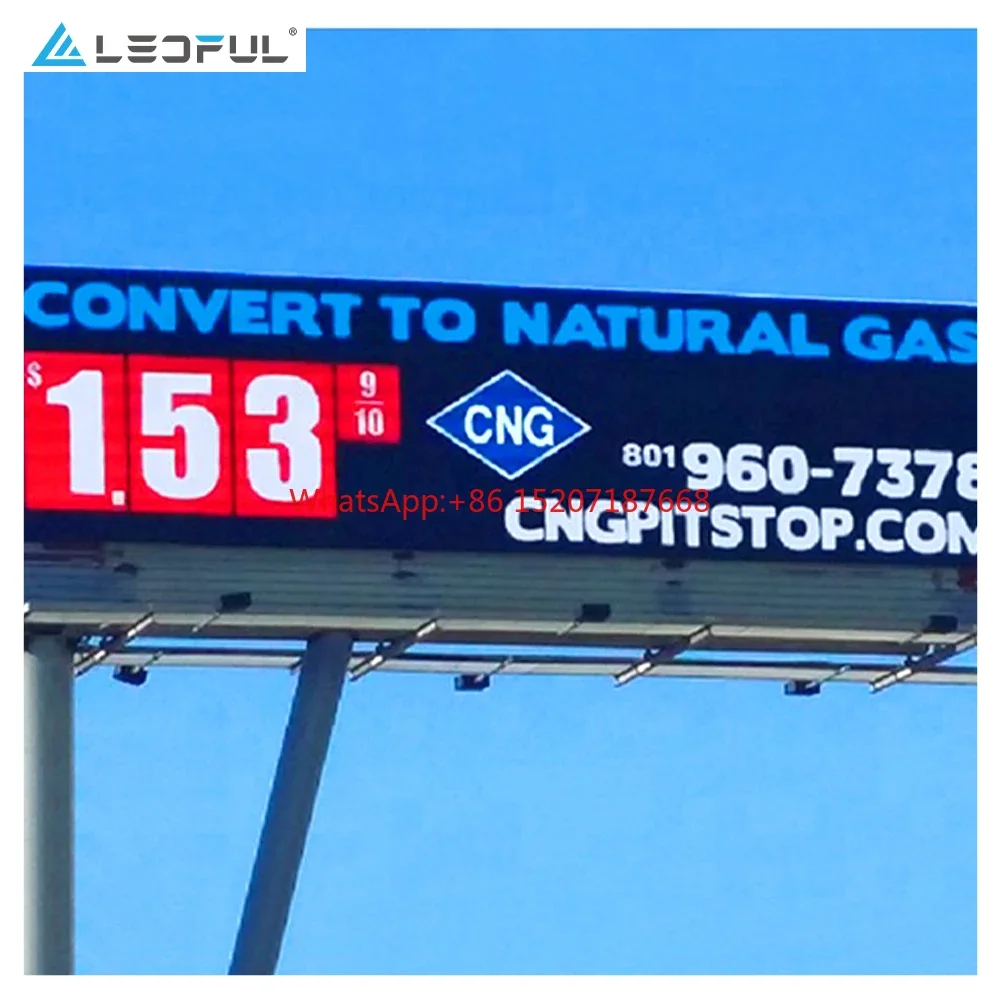 LEDFUL®
CONVERT TO NATURAL GAS
$1.53 9/10
CNG
801 960-7378
WhatsApp:+86 15207187668
CNGPITSTOP.COM